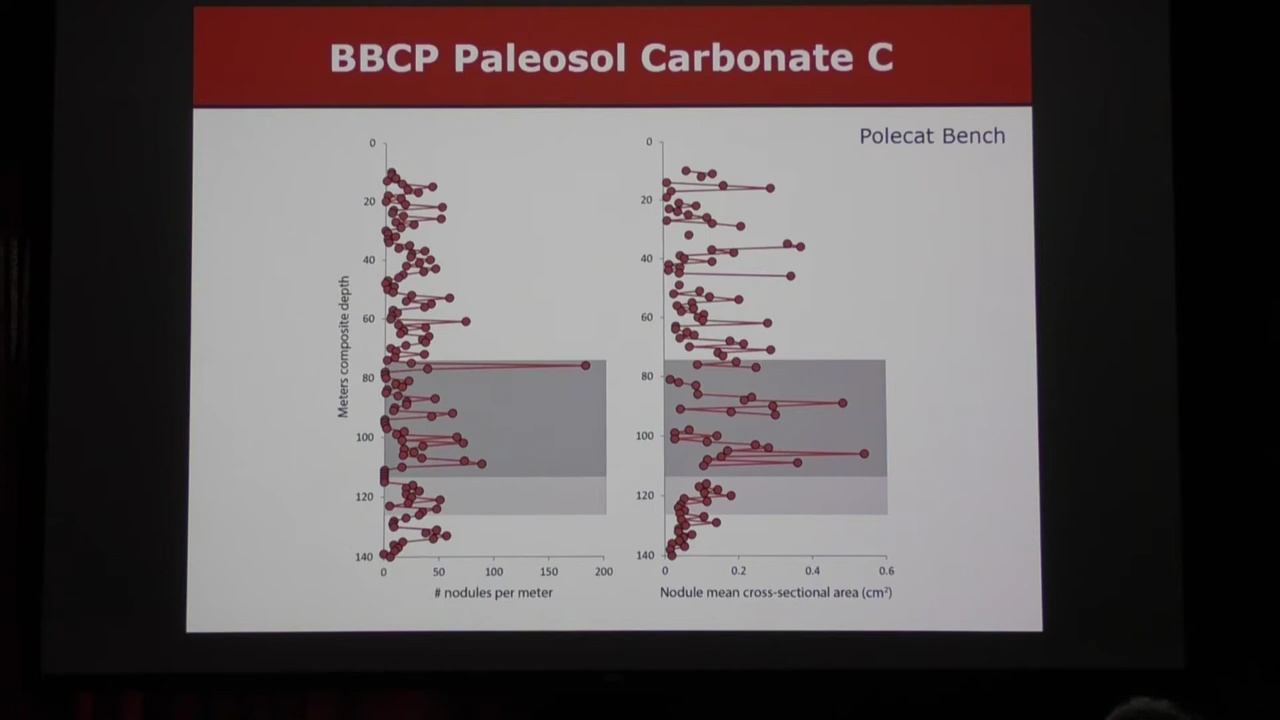 BBCP Paleosol Carbonate C
Polecat Bench
Meters composite depth
0
20
40
60
80
100
120
140
0 50 100 150 200
# nodules per meter
0
20
40
60
80
100
120
140
0 0.2 0.4 0.6
Nodule mean cross-sectional area (cm²)